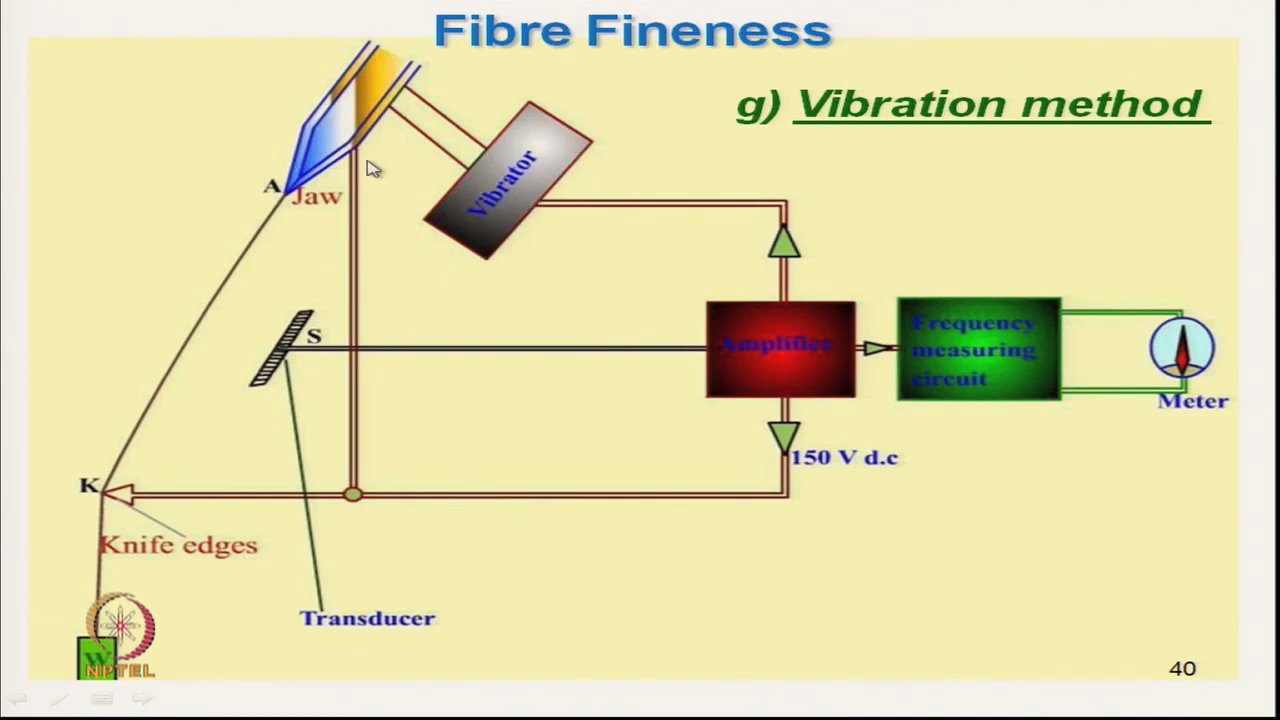 Fibre Fineness
g) Vibration method
Vibrator
A
Jaw
S
Amplifier
Frequency
measuring
circuit
Meter
150 V d.c
K
Knife edges
Transducer
W
NPTEL
40